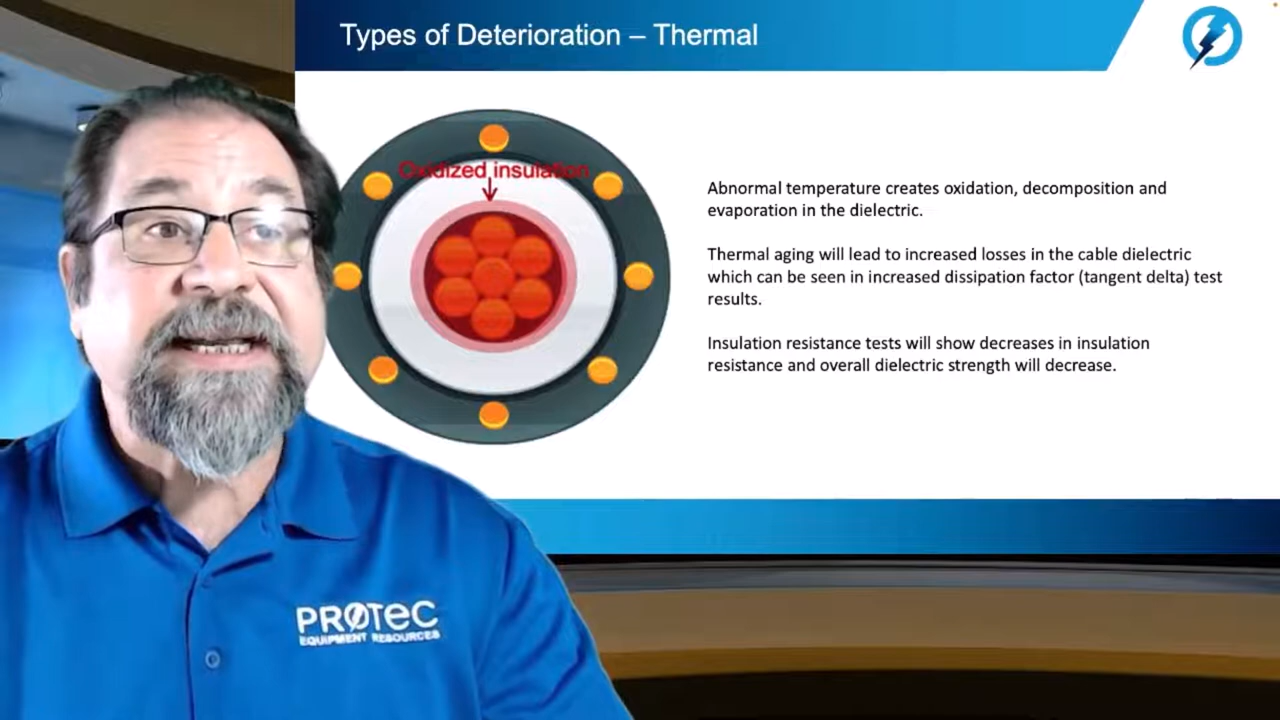 Types of Deterioration – Thermal
Oxidized insulation
Abnormal temperature creates oxidation, decomposition and
evaporation in the dielectric.
Thermal aging will lead to increased losses in the cable dielectric
which can be seen in increased dissipation factor (tangent delta) test
results.
Insulation resistance tests will show decreases in insulation
resistance and overall dielectric strength will decrease.
PROTEC
EQUIPMENT RESOURCES